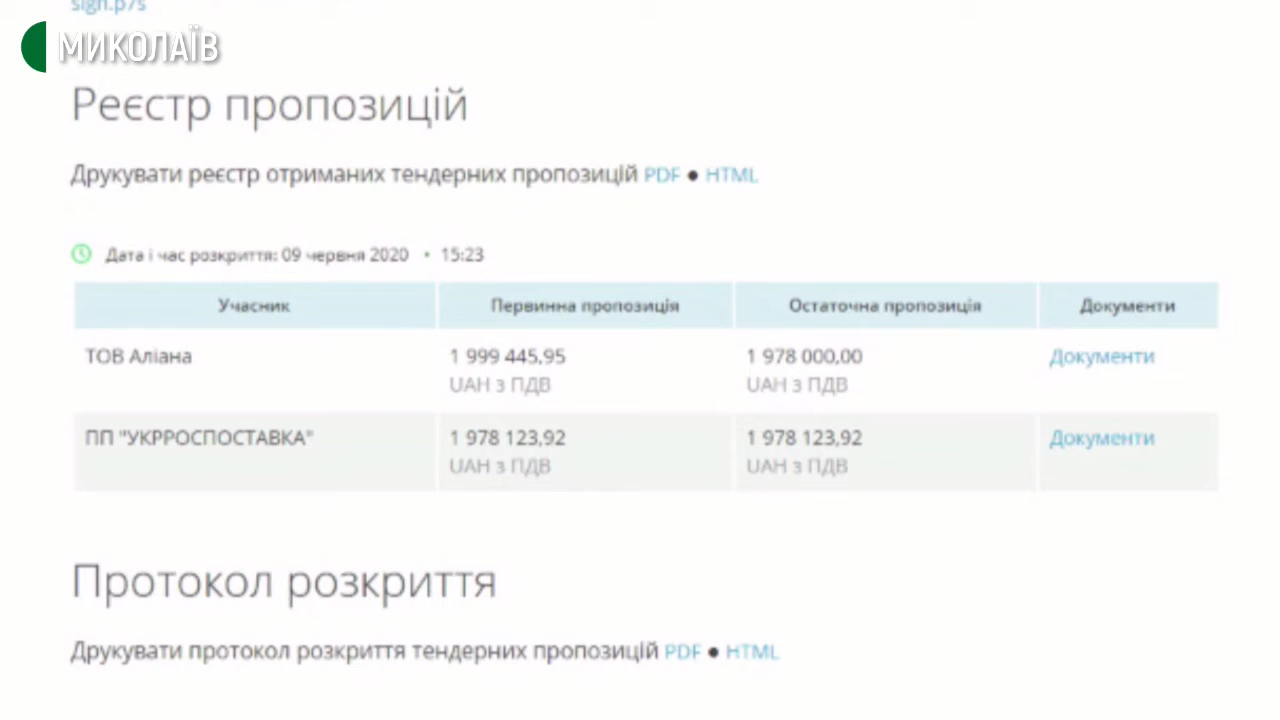 sign.p7s
МИКОЛАЇВ
Реєстр пропозицій
Друкувати реєстр отриманих тендерних пропозицій PDF ● HTML
Дата і час розкриття: 09 червня 2020 • 15:23
Учасник Первинна пропозиція Остаточна пропозиція Документи
ТОВ Аліана 1 999 445,95 1 978 000,00 Документи
UAH з ПДВ UAH з ПДВ
ПП "УКРРОСПОСТАВКА" 1 978 123,92 1 978 123,92 Документи
UAH з ПДВ UAH з ПДВ
Протокол розкриття
Друкувати протокол розкриття тендерних пропозицій PDF ● HTML